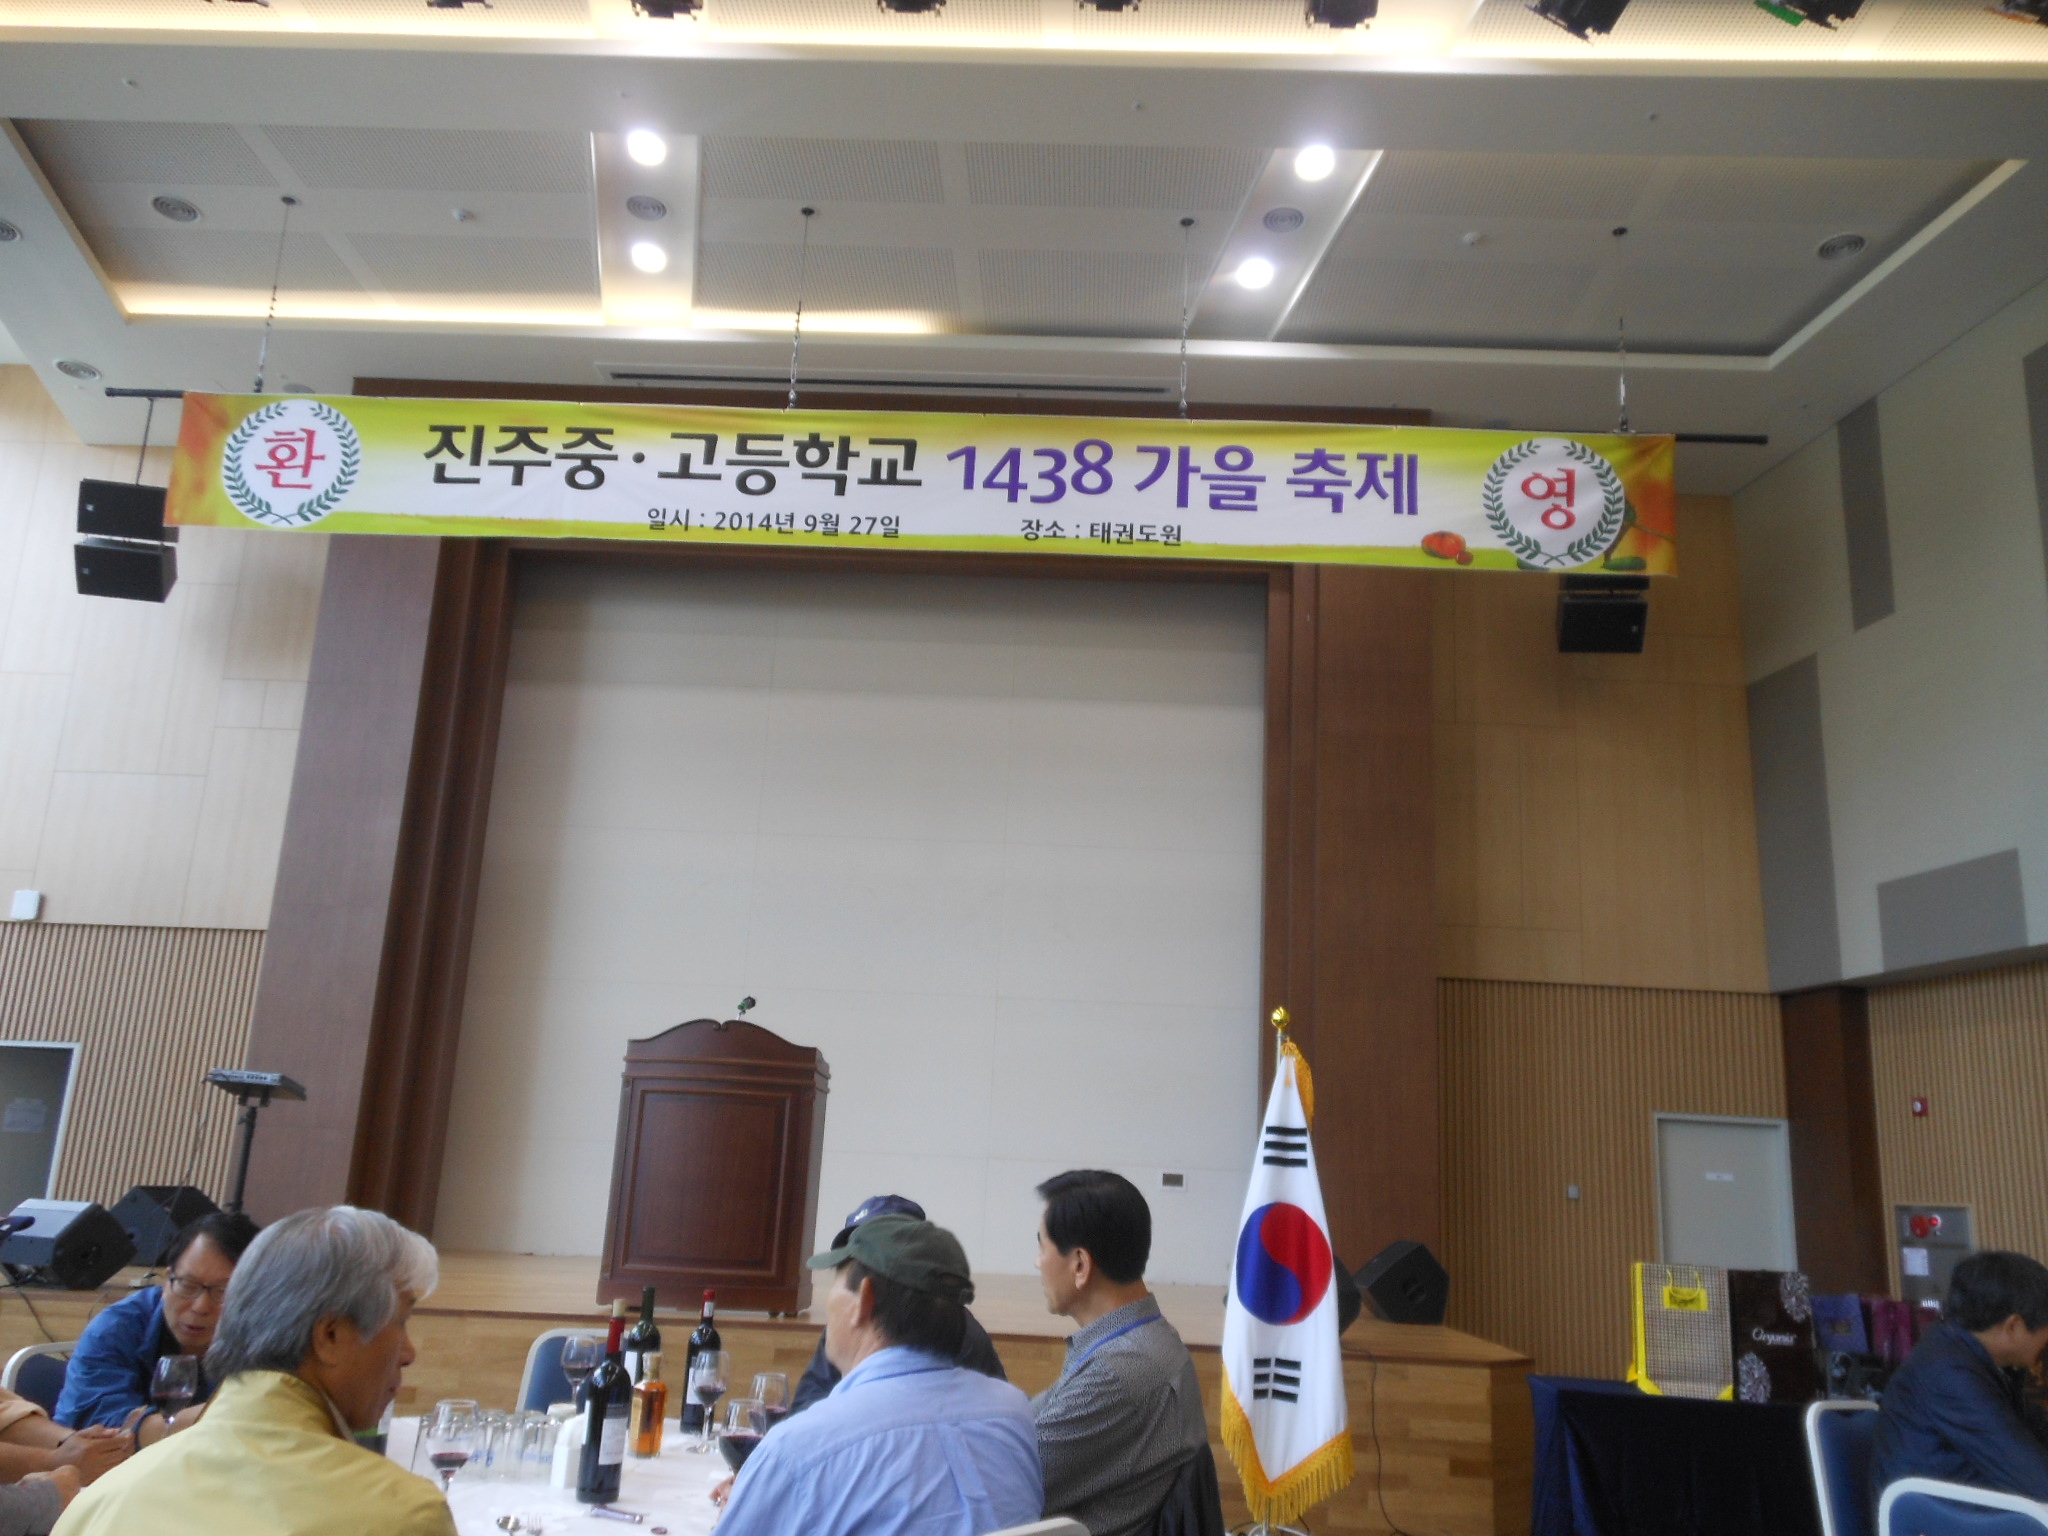 환 진주중·고등학교 1438 가을 축제 영
일시 : 2014년 9월 27일 장소 : 태권도원
Organia